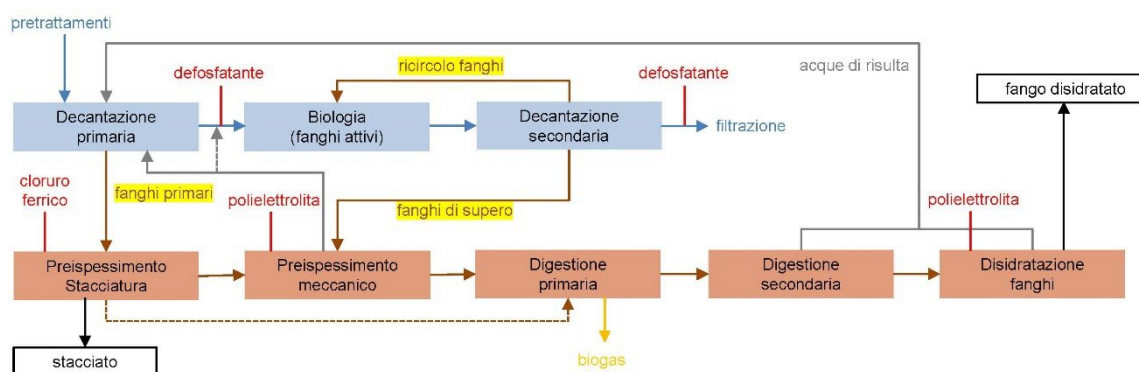 pretrattamenti
defosfatante
ricircolo fanghi
defosfatante
acque di risulta
fango disidratato
Decantazione
primaria
Biologia
(fanghi attivi)
Decantazione
secondaria
filtrazione
cloruro
ferrico
fanghi primari
polielettrolita
fanghi di supero
polielettrolita
Preispessimento
Stacciatura
Preispessimento
meccanico
Digestione
primaria
Digestione
secondaria
Disidratazione
fanghi
stacciato
biogas